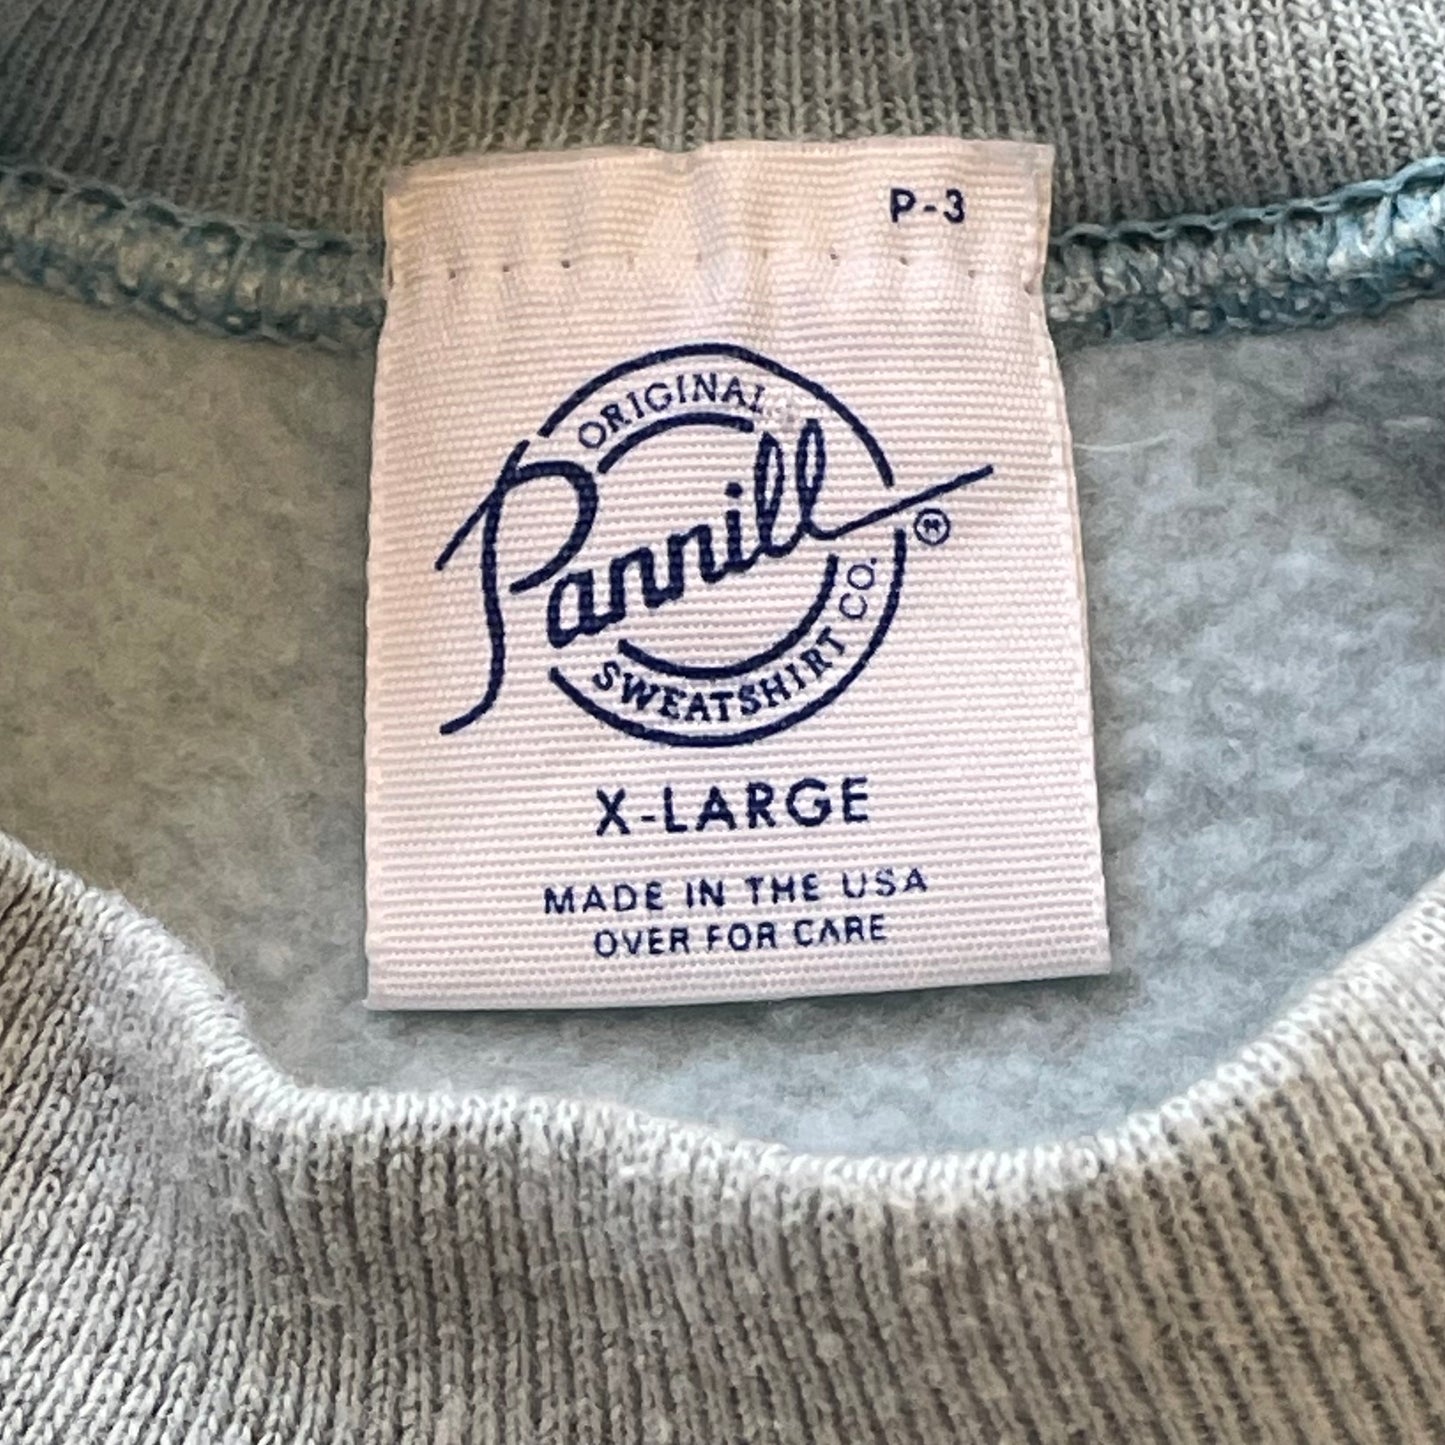 P-3
ORIGINAL
Pannill
®
SWEATSHIRT CO.
X-LARGE
MADE IN THE USA
OVER FOR CARE